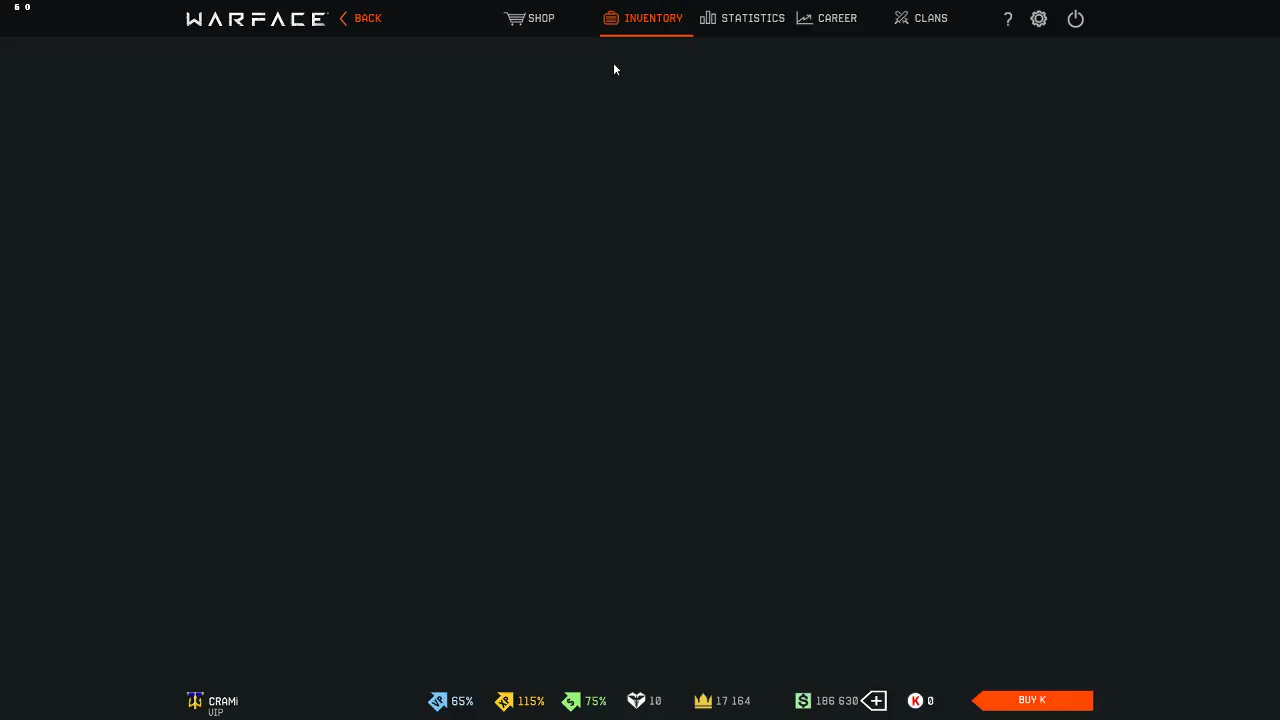 60
WARFACE BACK SHOP INVENTORY STATISTICS CAREER CLANS ?
CRAMi
VIP
65% 115% 75% 10 17 164 $ 186 630 K 0 BUY K